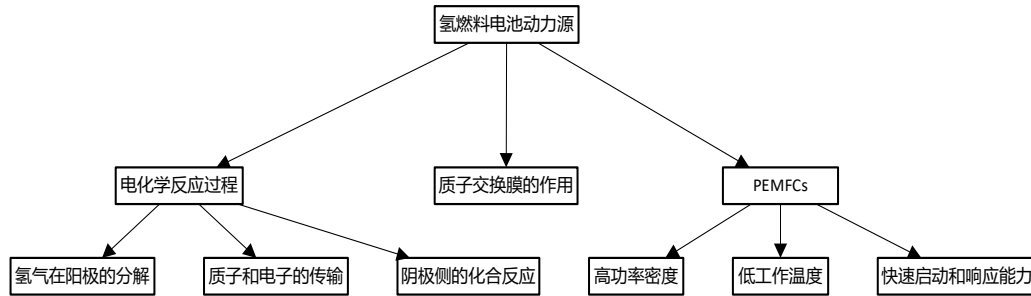 氢燃料电池动力源
电化学反应过程
质子交换膜的作用
PEMFCs
氢气在阳极的分解
质子和电子的传输
阴极侧的化合反应
高功率密度
低工作温度
快速启动和响应能力